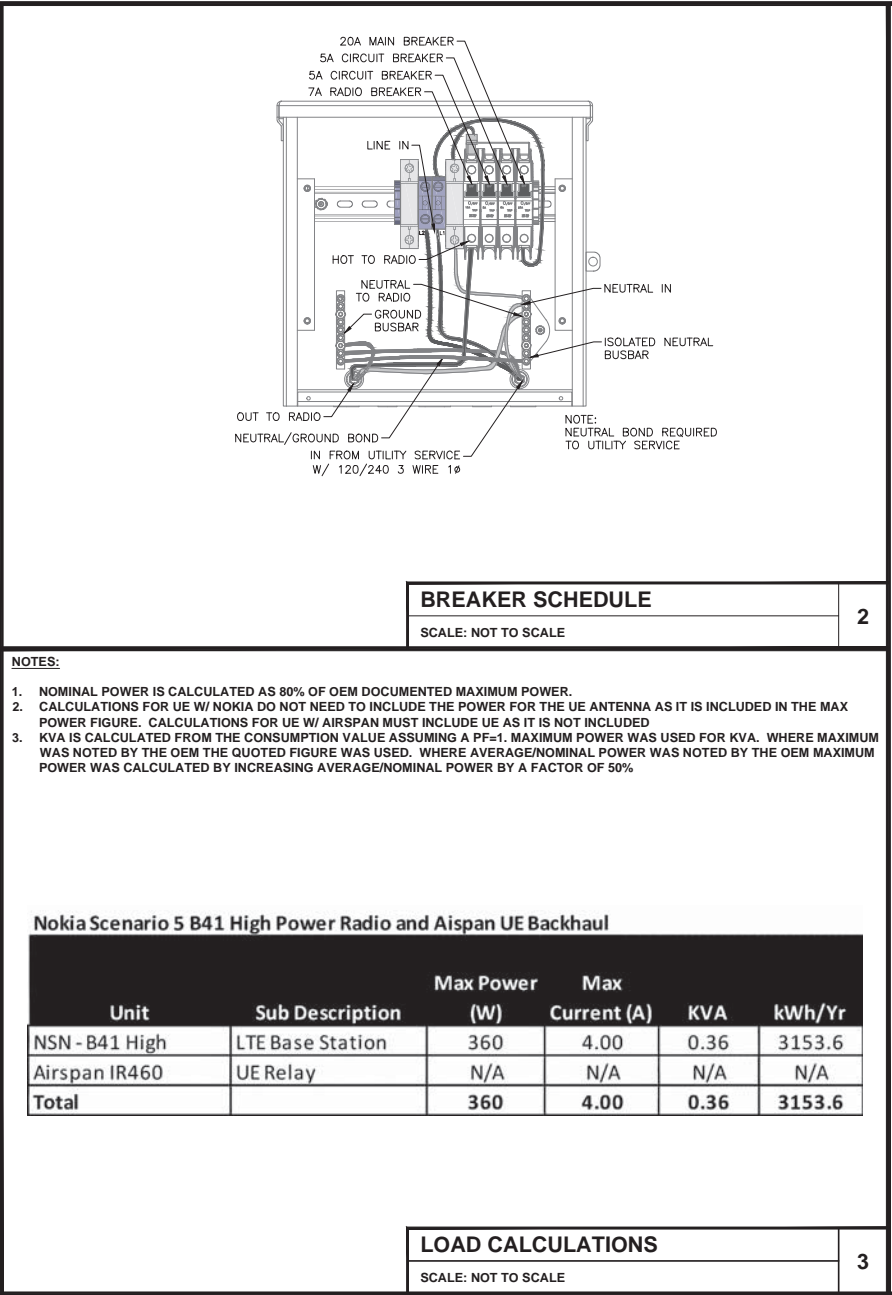 20A MAIN BREAKER
5A CIRCUIT BREAKER
5A CIRCUIT BREAKER
7A RADIO BREAKER
LINE IN
L2
L1
HOT TO RADIO
NEUTRAL
TO RADIO
GROUND
BUSBAR
NEUTRAL IN
ISOLATED NEUTRAL
BUSBAR
OUT TO RADIO
NEUTRAL/GROUND BOND
IN FROM UTILITY SERVICE
W/ 120/240 3 WIRE 1ø
NOTE:
NEUTRAL BOND REQUIRED
TO UTILITY SERVICE
BREAKER SCHEDULE
2
SCALE: NOT TO SCALE
NOTES:
1. NOMINAL POWER IS CALCULATED AS 80% OF OEM DOCUMENTED MAXIMUM POWER.
2. CALCULATIONS FOR UE W/ NOKIA DO NOT NEED TO INCLUDE THE POWER FOR THE UE ANTENNA AS IT IS INCLUDED IN THE MAX
POWER FIGURE. CALCULATIONS FOR UE W/ AIRSPAN MUST INCLUDE UE AS IT IS NOT INCLUDED
3. KVA IS CALCULATED FROM THE CONSUMPTION VALUE ASSUMING A PF=1. MAXIMUM POWER WAS USED FOR KVA. WHERE MAXIMUM
WAS NOTED BY THE OEM THE QUOTED FIGURE WAS USED. WHERE AVERAGE/NOMINAL POWER WAS NOTED BY THE OEM MAXIMUM
POWER WAS CALCULATED BY INCREASING AVERAGE/NOMINAL POWER BY A FACTOR OF 50%
Nokia Scenario 5 B41 High Power Radio and Aispan UE Backhaul
Max Power Max
Unit Sub Description (W) Current (A) KVA kWh/Yr
NSN - B41 High LTE Base Station 360 4.00 0.36 3153.6
Airspan IR460 UE Relay N/A N/A N/A N/A
Total 360 4.00 0.36 3153.6
LOAD CALCULATIONS
3
SCALE: NOT TO SCALE